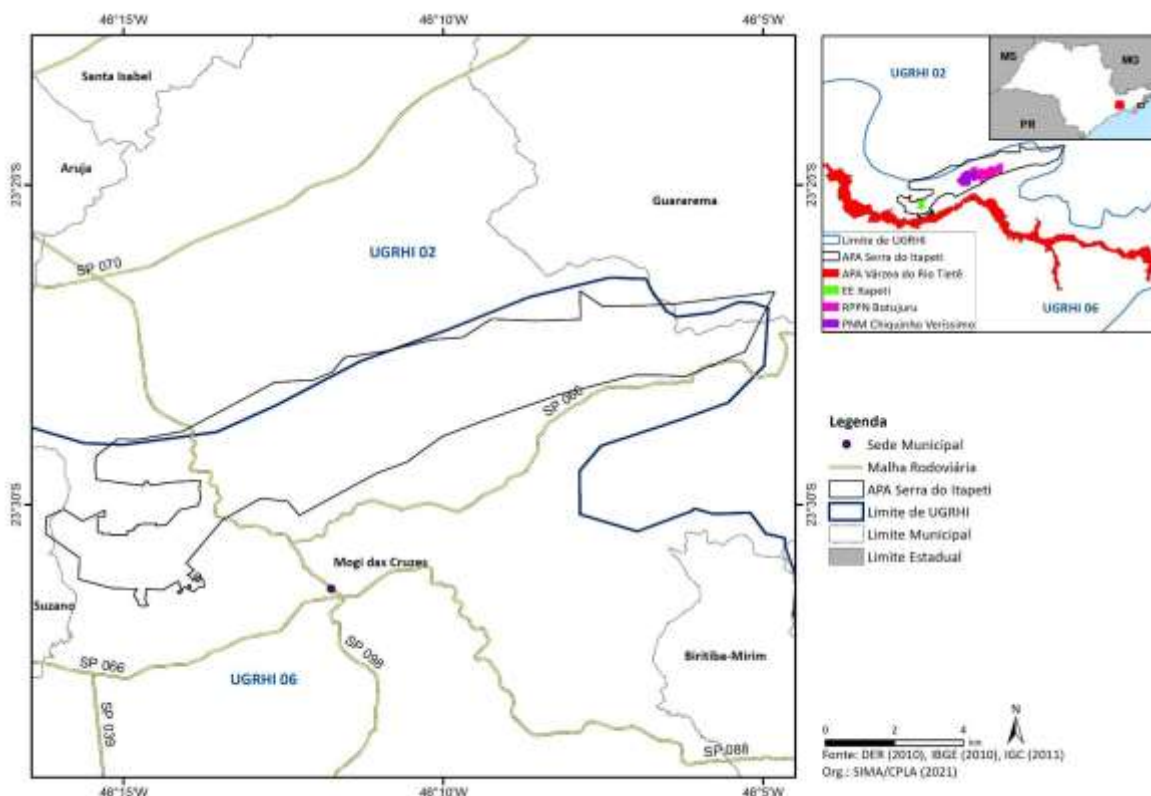 46°15'W
46°10'W
46°5'W
Santa Isabel
Aruja
23°25'S
SP 070
UGRHI 02
Guararema
SP 066
23°30'S
Mogi das Cruzes
Suzano
SP 066
SP 098
UGRHI 06
SP 039
Biritiba-Mirim
SP 088
46°15'W
46°10'W
46°5'W
MS
MG
PR
UGRHI 02
23°25'S
Limite de UGRHI
APA Serra do Itapeti
APA Várzea do Rio Tietê
EE Itapeti
RPPN Botujuru
PNM Chiquinho Veríssimo
UGRHI 06
Legenda
Sede Municipal
Malha Rodoviária
APA Serra do Itapeti
Limite de UGRHI
Limite Municipal
Limite Estadual
23°30'S
N
0 2 4
km
Fonte: DER (2010), IBGE (2010), IGC (2011)
Org.: SIMA/CPLA (2021)